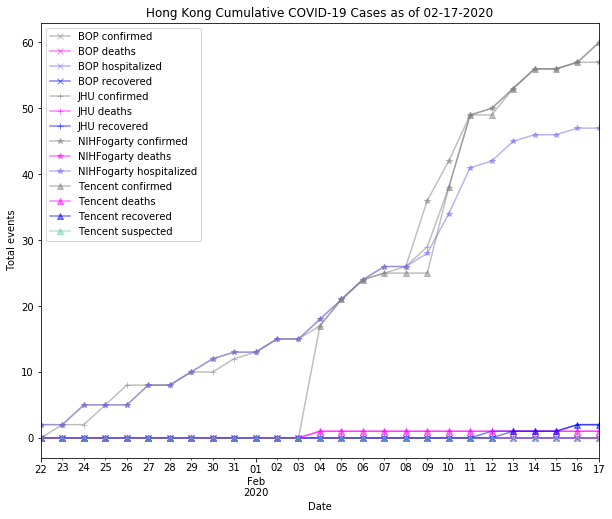 Hong Kong Cumulative COVID-19 Cases as of 02-17-2020
BOP confirmed
BOP deaths
BOP hospitalized
BOP recovered
JHU confirmed
JHU deaths
JHU recovered
NIHFogarty confirmed
NIHFogarty deaths
NIHFogarty hospitalized
Tencent confirmed
Tencent deaths
Tencent recovered
Tencent suspected
Total events
60
50
40
30
20
10
0
22 23 24 25 26 27 28 29 30 31 01 02 03 04 05 06 07 08 09 10 11 12 13 14 15 16 17
Feb
2020
Date